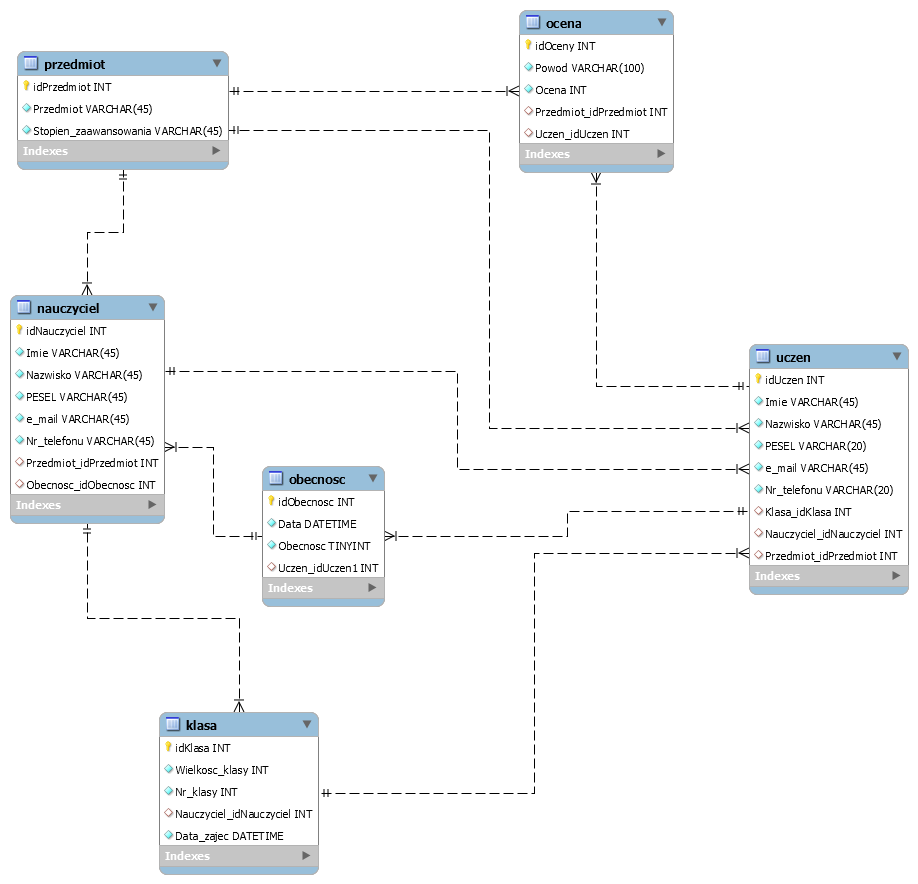 ocena
idOceny INT
Powod VARCHAR(100)
Ocena INT
Przedmiot_idPrzedmiot INT
Uczen_idUczen INT
Indexes
przedmiot
idPrzedmiot INT
Przedmiot VARCHAR(45)
Stopien_zaawansowania VARCHAR(45)
Indexes
nauczyciel
idNauczyciel INT
Imie VARCHAR(45)
Nazwisko VARCHAR(45)
PESEL VARCHAR(45)
e_mail VARCHAR(45)
Nr_telefonu VARCHAR(45)
Przedmiot_idPrzedmiot INT
Obecnosc_idObecnosc INT
Indexes
uczen
idUczen INT
Imie VARCHAR(45)
Nazwisko VARCHAR(45)
PESEL VARCHAR(20)
e_mail VARCHAR(45)
Nr_telefonu VARCHAR(20)
Klasa_idKlasa INT
Nauczyciel_idNauczyciel INT
Przedmiot_idPrzedmiot INT
Indexes
obecnosc
idObecnosc INT
Data DATETIME
Obecnosc TINYINT
Uczen_idUczen1 INT
Indexes
klasa
idKlasa INT
Wielkosc_klasy INT
Nr_klasy INT
Nauczyciel_idNauczyciel INT
Data_zajec DATETIME
Indexes